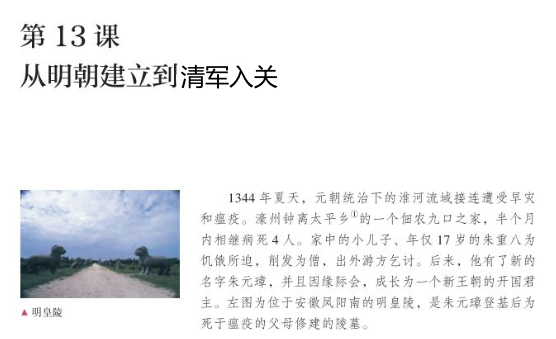 第 13 课
从明朝建立到清军入关
1344 年夏天，元朝统治下的淮河流域接连遭受旱灾
和瘟疫。濠州钟离太平乡①的一个佃农九口之家，半个月
内相继病死 4 人。家中的小儿子、年仅 17 岁的朱重八为
饥饿所迫，削发为僧，出外游方乞讨。后来，他有了新的
名字朱元璋，并且因缘际会，成长为一个新王朝的开国君
主。左图为位于安徽凤阳南的明皇陵，是朱元璋登基后为
死于瘟疫的父母修建的陵墓。
▲ 明皇陵